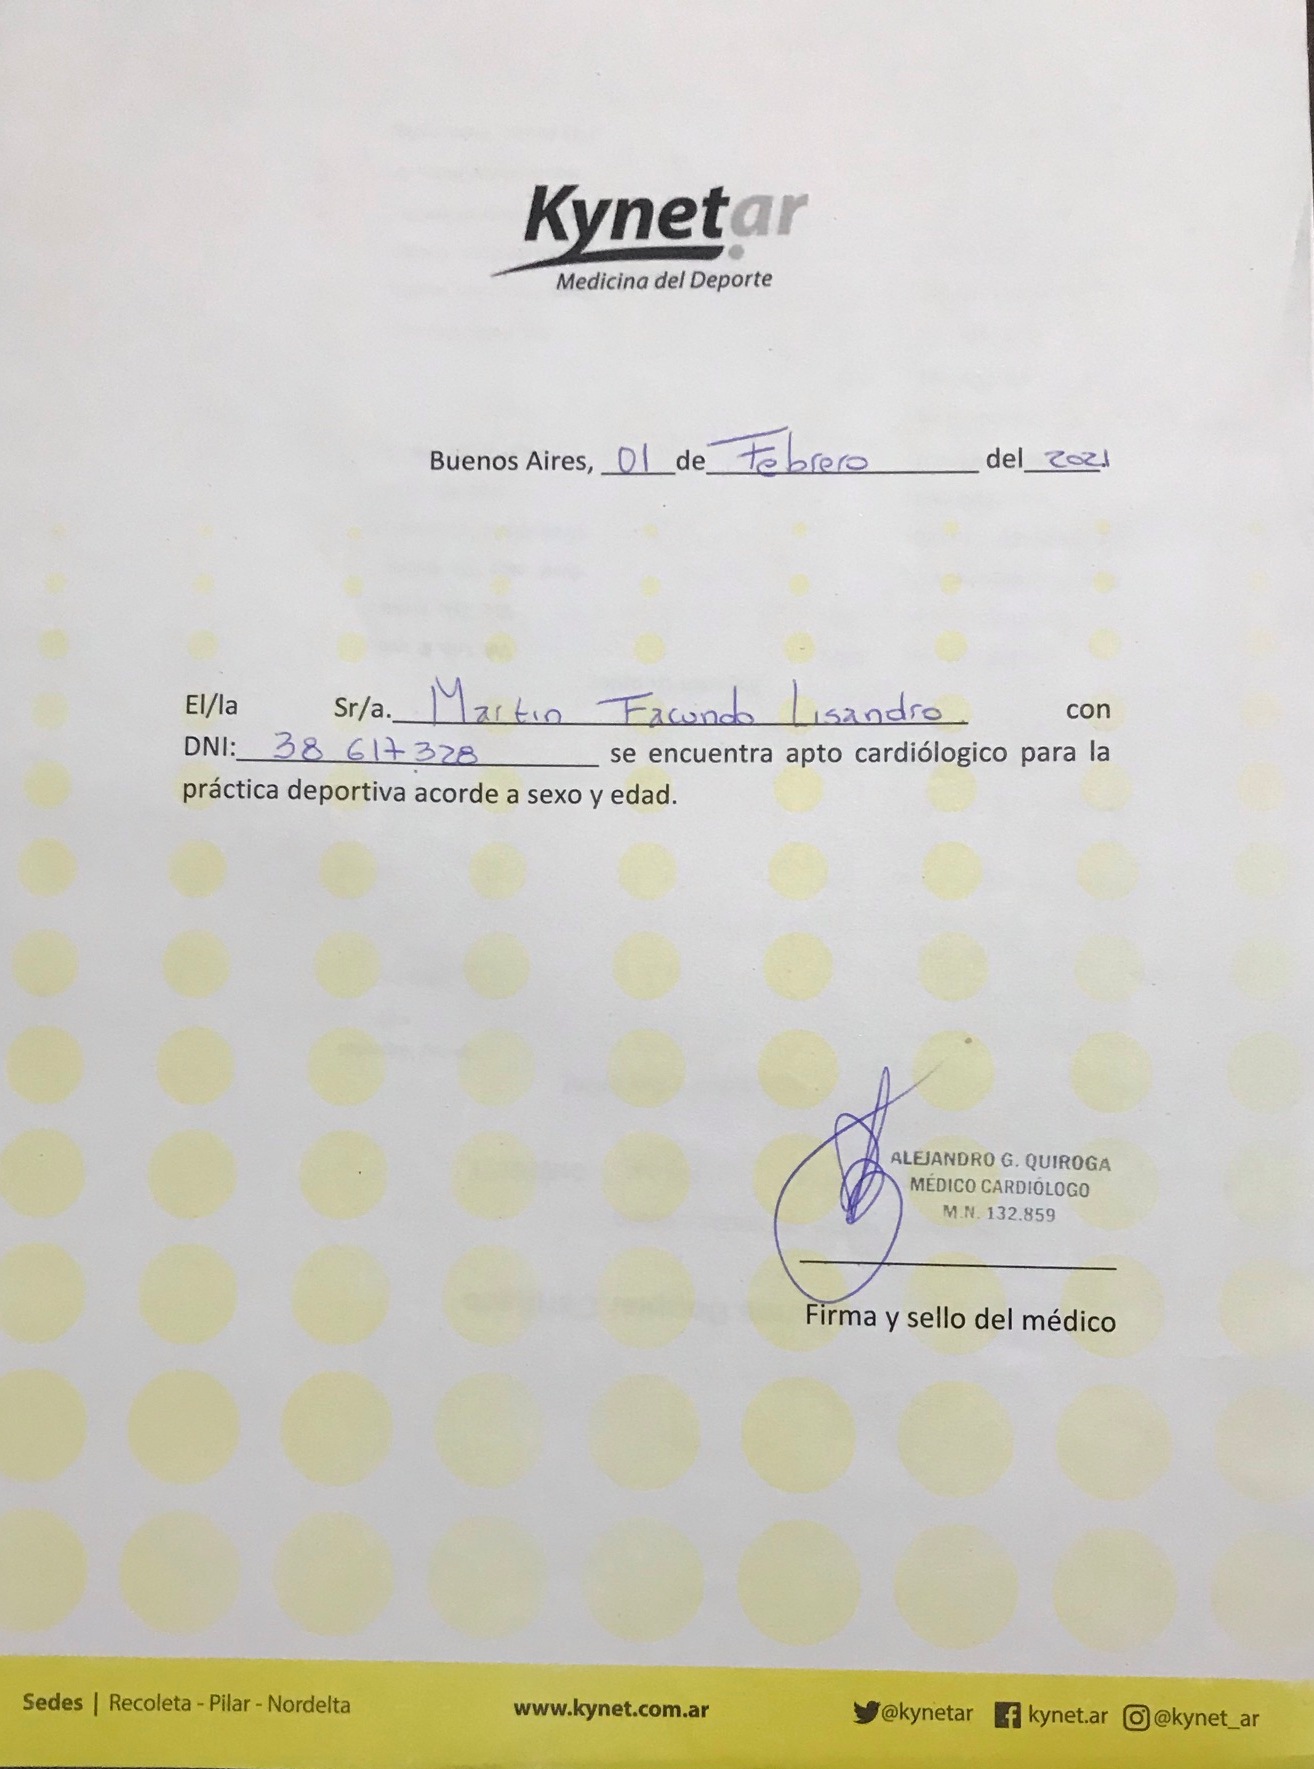 Kynetar
Medicina del Deporte
Buenos Aires, 01 de Febrero del 2021
El/la Sr/a. Martin Facundo Lisandro con
DNI: 38 617 328 se encuentra apto cardiólogico para la
práctica deportiva acorde a sexo y edad.
ALEJANDRO G. QUIROGA
MÉDICO CARDIÓLOGO
M.N. 132.859
Firma y sello del médico
Sedes | Recoleta - Pilar - Nordelta www.kynet.com.ar @kynetar kynet.ar @kynet_ar